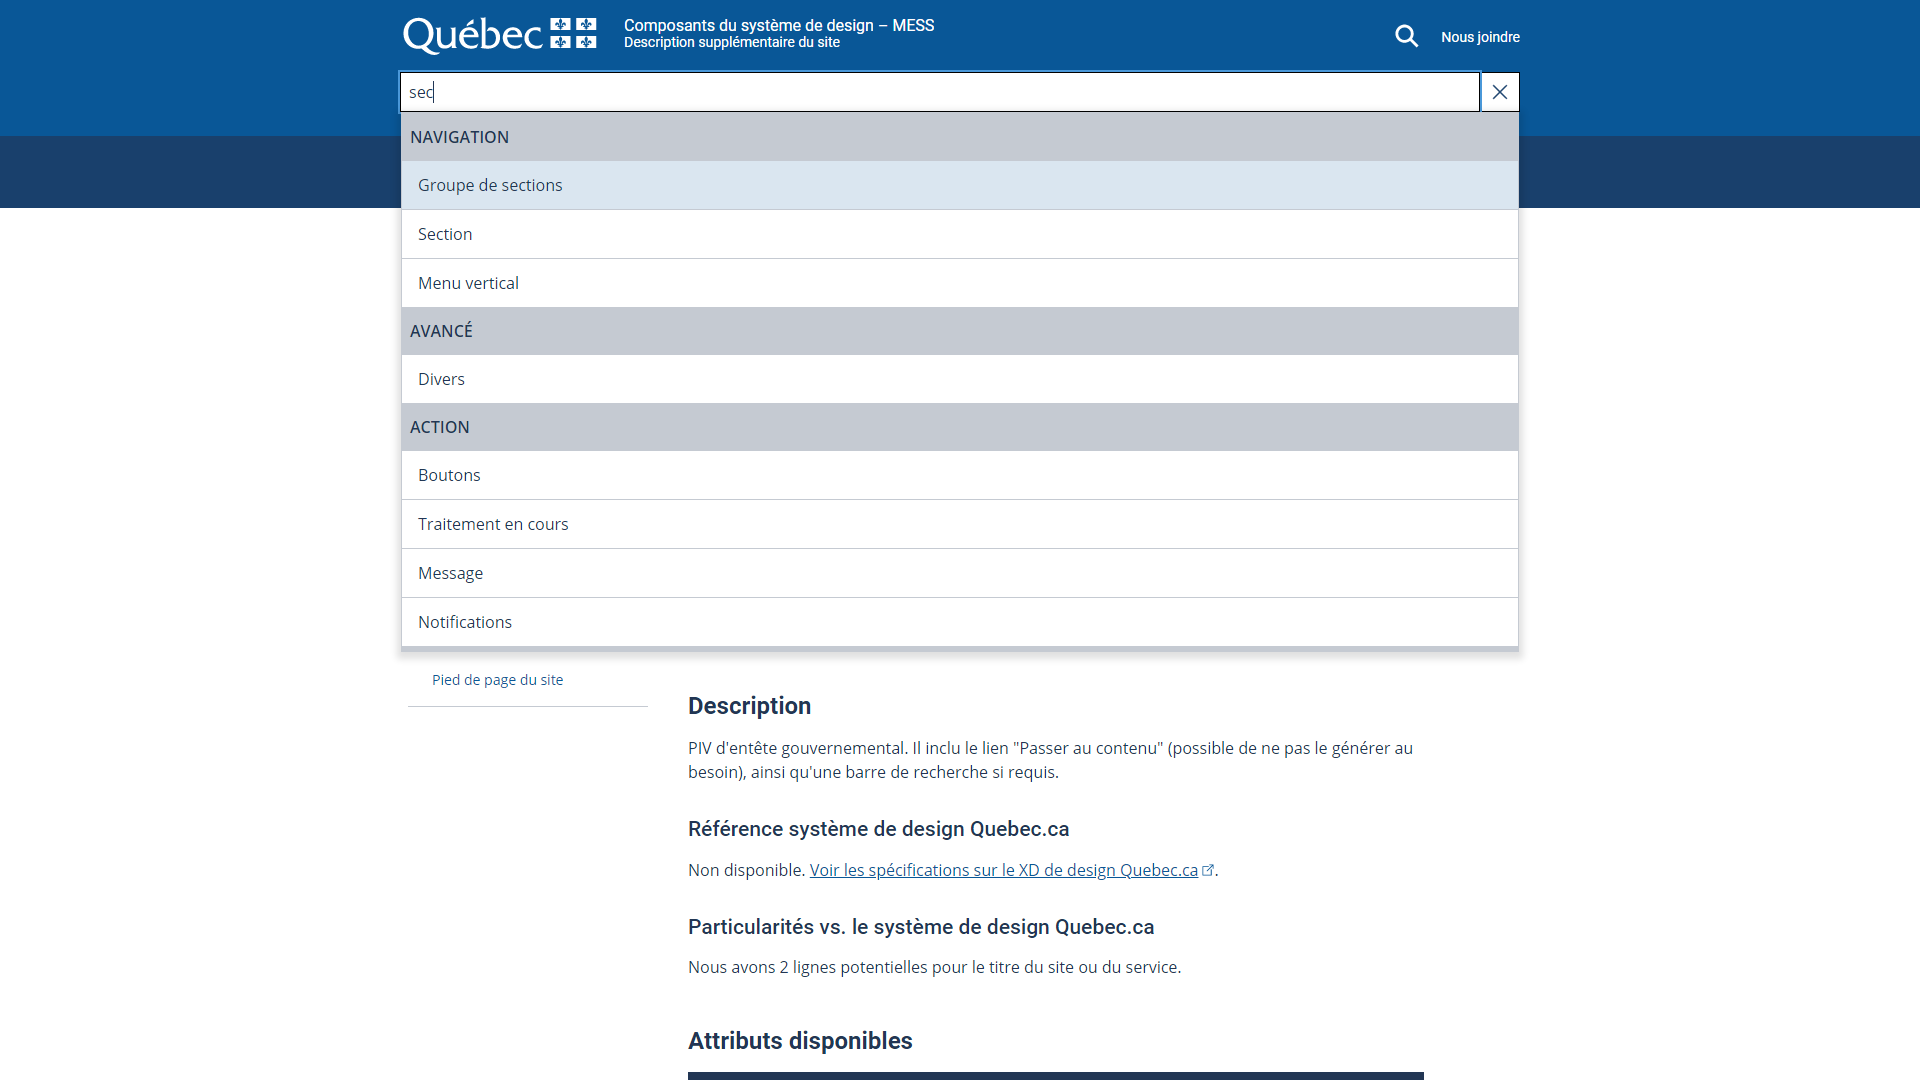 Québec
Composants du système de design – MESS
Description supplémentaire du site
Nous joindre
sec
NAVIGATION
Groupe de sections
Section
Menu vertical
AVANCÉ
Divers
ACTION
Boutons
Traitement en cours
Message
Notifications
Pied de page du site
Description
PIV d'entête gouvernemental. Il inclu le lien "Passer au contenu" (possible de ne pas le générer au
besoin), ainsi qu'une barre de recherche si requis.
Référence système de design Quebec.ca
Non disponible. Voir les spécifications sur le XD de design Quebec.ca.
Particularités vs. le système de design Quebec.ca
Nous avons 2 lignes potentielles pour le titre du site ou du service.
Attributs disponibles